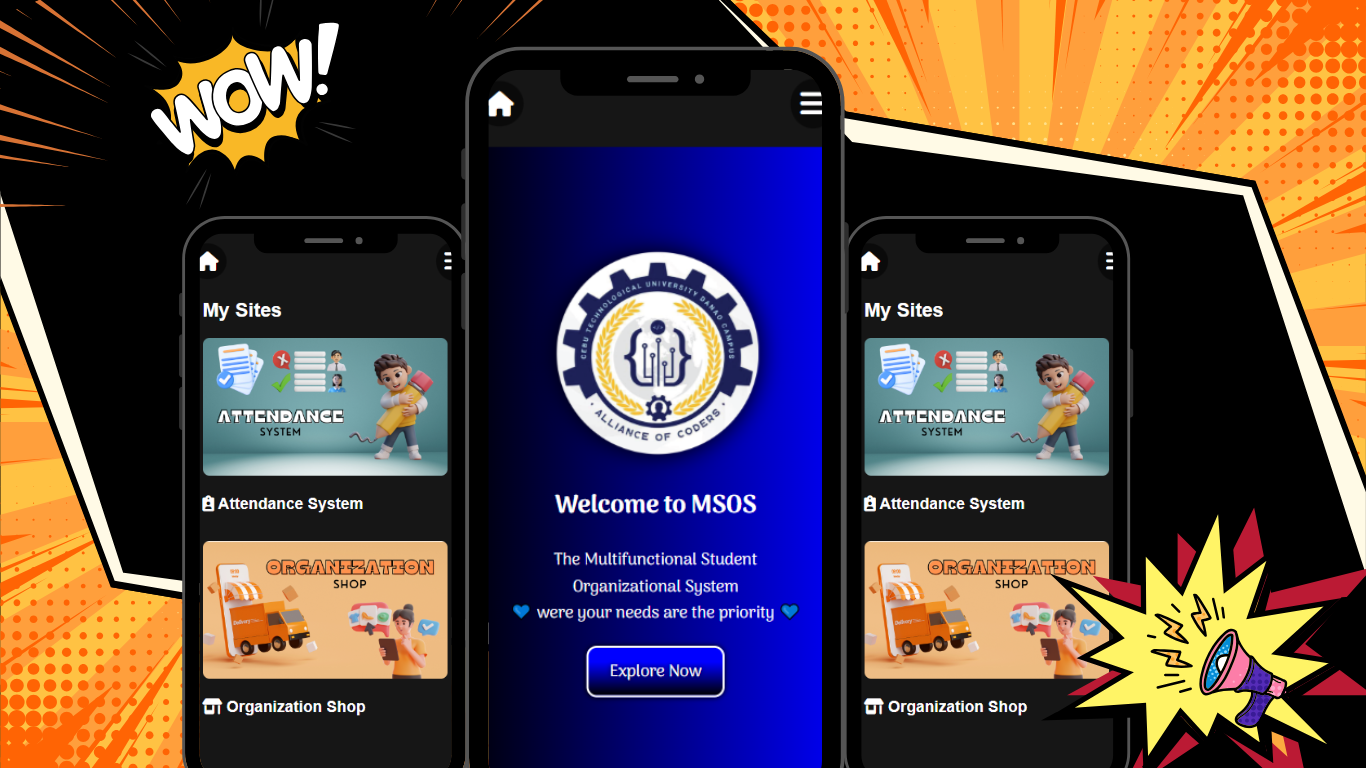 WOW!
My Sites
ATTENDANCE
SYSTEM
Attendance System
ORGANIZATION
SHOP
Delivery
Organization Shop
CEBU TECHNOLOGICAL UNIVERSITY DANAO CAMPUS
</>
{ }
• ALLIANCE OF CODERS •
Welcome to MSOS
The Multifunctional Student
Organizational System
💙 were your needs are the priority 💙
Explore Now
My Sites
ATTENDANCE
SYSTEM
Attendance System
ORGANIZATION
SHOP
Delivery
Organization Shop